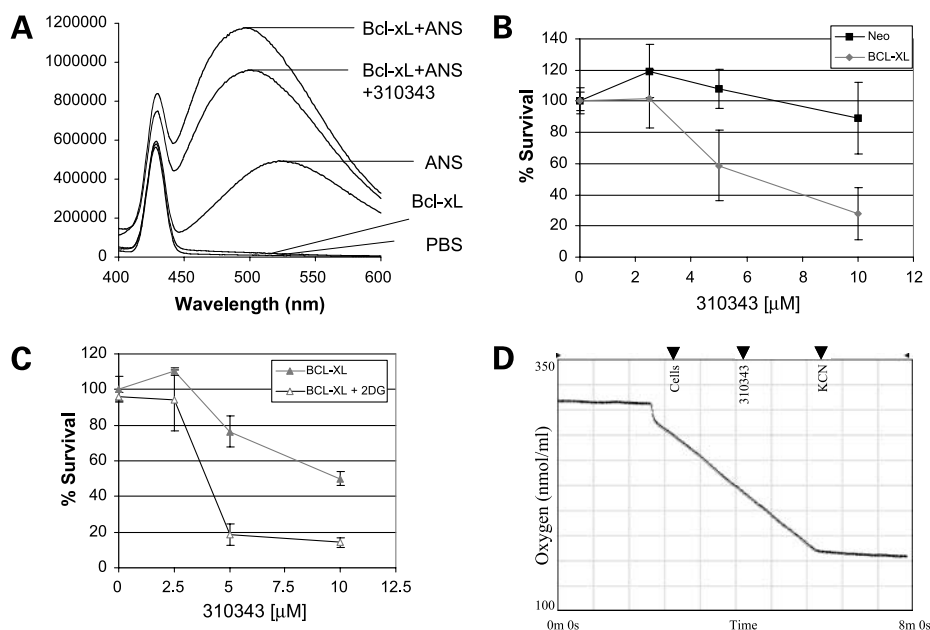 A
1200000
1000000
800000
600000
400000
200000
0
400 450 500 550 600
Wavelength (nm)
Bcl-xL+ANS
Bcl-xL+ANS
+310343
ANS
Bcl-xL
PBS
B
% Survival
140
120
100
80
60
40
20
0
0 2 4 6 8 10 12
310343 [µM]
Neo
BCL-XL
C
% Survival
120
100
80
60
40
20
0
0 2.5 5 7.5 10 12.5
310343 [µM]
BCL-XL
BCL-XL + 2DG
D
350
Oxygen (nmol/ml)
100
Cells
310343
KCN
0m 0s Time 8m 0s